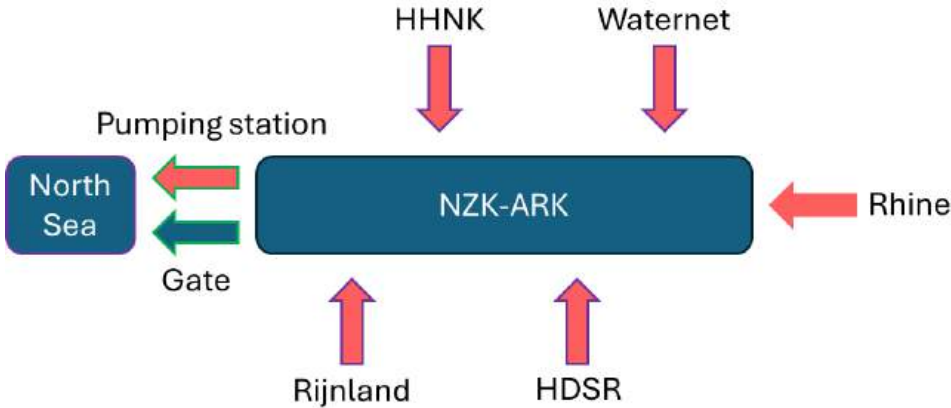 HHNK
Waternet
Pumping station
North
Sea
NZK-ARK
Rhine
Gate
Rijnland
HDSR